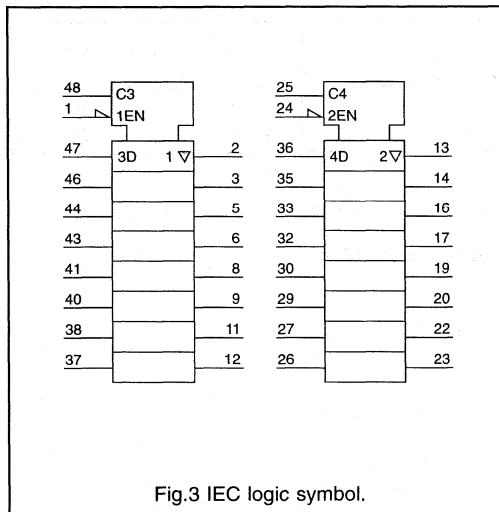 48 C3 25 C4
1 1EN 24 2EN
47 3D 1 ▽ 2 36 4D 2 ▽ 13
46 3 35 14
44 5 33 16
43 6 32 17
41 8 30 19
40 9 29 20
38 11 27 22
37 12 26 23
Fig.3 IEC logic symbol.